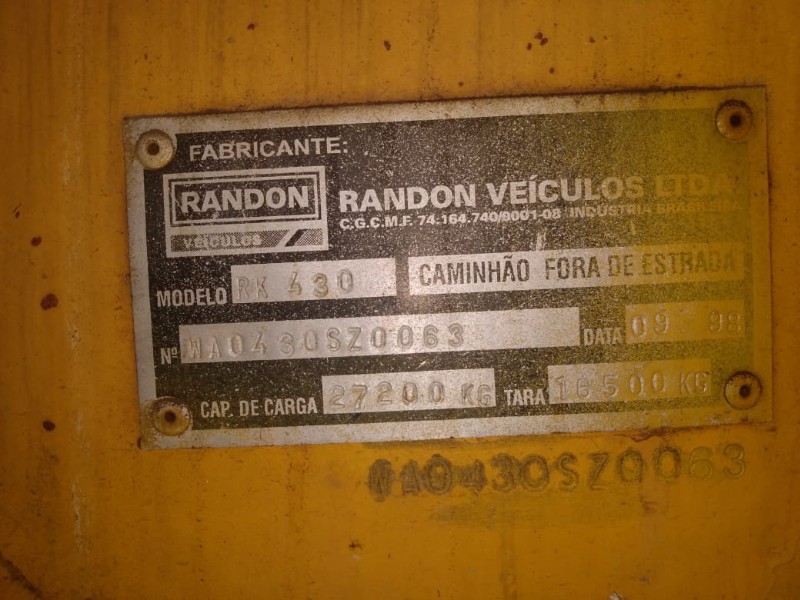 FABRICANTE:
RANDON
VEÍCULOS
RANDON VEÍCULOS LTDA
C.G.C.M.F. 74.164.740/0001-08 INDÚSTRIA BRASILEIRA
MODELO RK 430 CAMINHÃO FORA DE ESTRADA
Nº WA0430SZ0063 DATA 09 98
CAP. DE CARGA 27200 KG TARA 16500 KG
WA0430SZ0063